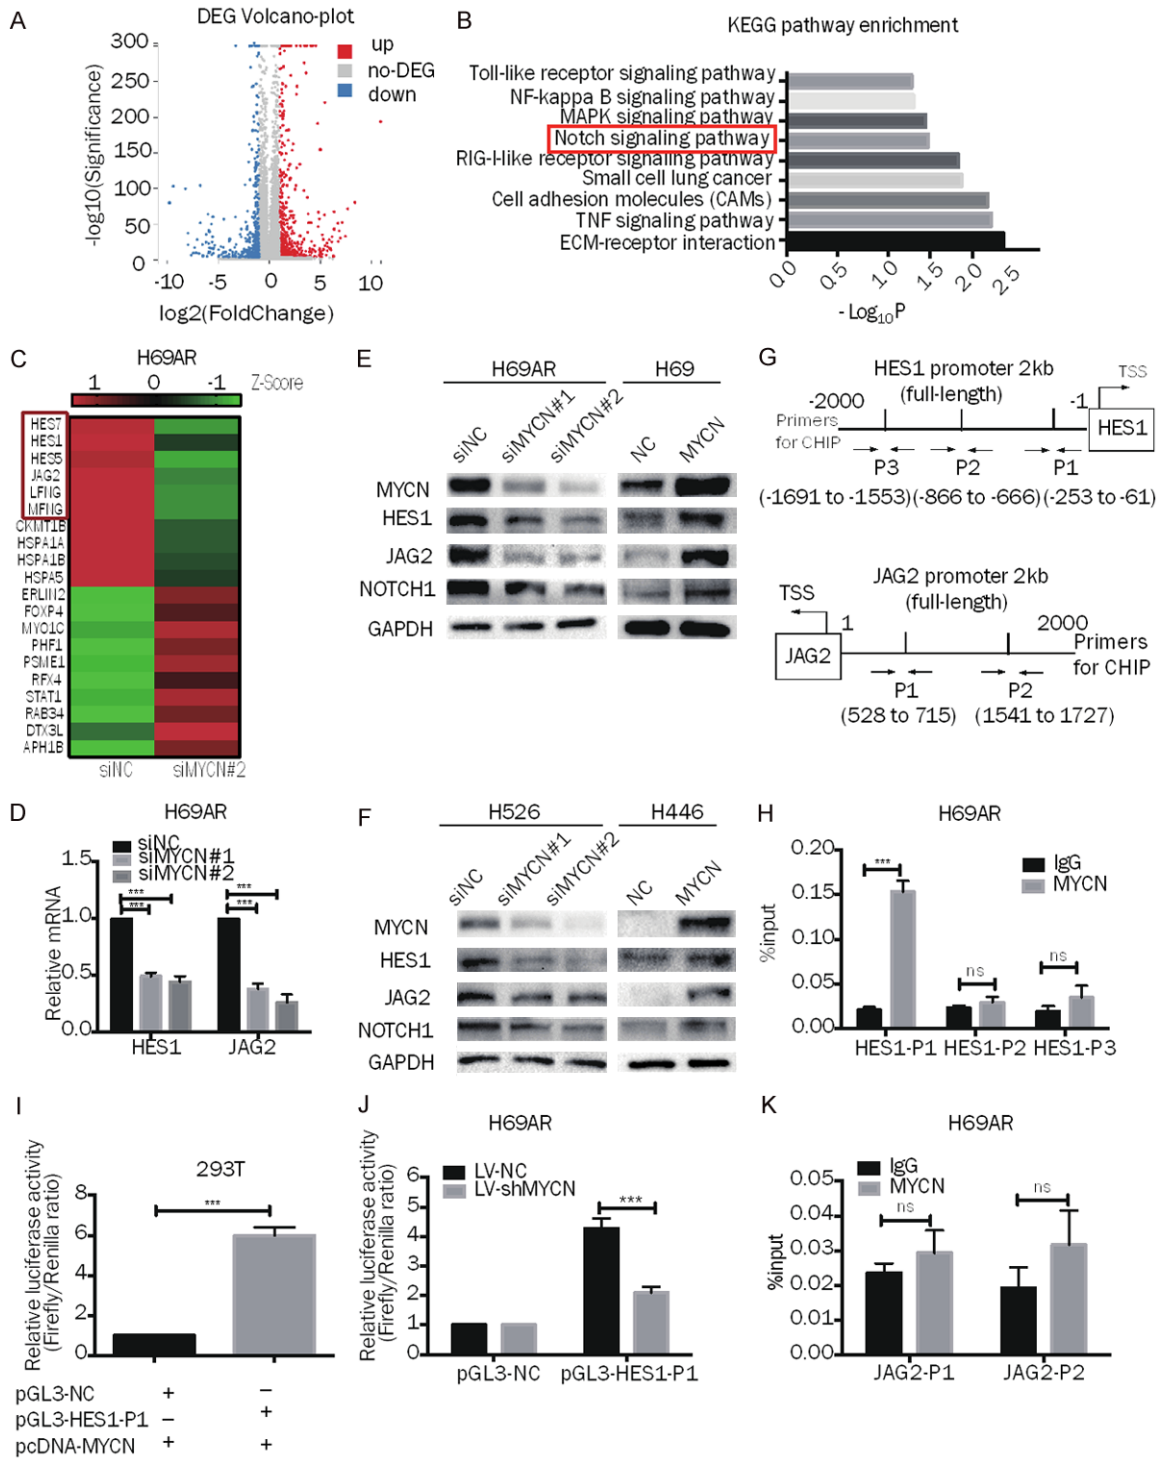 A
DEG Volcano-plot
-log10(Significance)
300
250
200
150
100
50
0
up
no-DEG
down
-10
-5
0
5
10
log2(FoldChange)
B
KEGG pathway enrichment
Toll-like receptor signaling pathway
NF-kappa B signaling pathway
MAPK signaling pathway
Notch signaling pathway
RIG-I-like receptor signaling pathway
Small cell lung cancer
Cell adhesion molecules (CAMs)
TNF signaling pathway
ECM-receptor interaction
0.0
0.5
1.0
1.5
2.0
2.5
- Log10P
C
H69AR
1 0 -1
Z-Score
HES7
HES1
HES5
JAG2
LFNG
MFNG
CKMT1B
HSPA1A
HSPA1B
HSPA5
ERLIN2
FOXP4
MYO1C
PHF1
PSME1
RFX4
STAT1
RAB34
DTX3L
APH1B
siNC
siMYCN#2
D
H69AR
siNC
siMYCN#1
siMYCN#2
Relative mRNA
1.5
1.0
0.5
0.0
***
***
***
***
HES1
JAG2
E
H69AR
H69
siNC
siMYCN#1
siMYCN#2
NC
MYCN
MYCN
HES1
JAG2
NOTCH1
GAPDH
F
H526
H446
siNC
siMYCN#1
siMYCN#2
NC
MYCN
MYCN
HES1
JAG2
NOTCH1
GAPDH
G
HES1 promoter 2kb
(full-length)
TSS
-2000
-1
Primers
for CHIP
HES1
P3
P2
P1
(-1691 to -1553)
(-866 to -666)
(-253 to -61)
JAG2 promoter 2kb
(full-length)
TSS
1
2000
JAG2
Primers
for CHIP
P1
P2
(528 to 715)
(1541 to 1727)
H
H69AR
%input
0.20
0.15
0.10
0.05
0.00
IgG
MYCN
***
ns
ns
HES1-P1
HES1-P2
HES1-P3
I
293T
Relative luciferase activity
(Firefly/Renilla ratio)
8
6
4
2
0
***
pGL3-NC + −
pGL3-HES1-P1 − +
pcDNA-MYCN + +
J
H69AR
Relative luciferase activity
(Firefly/Renilla ratio)
6
5
4
3
2
1
0
LV-NC
LV-shMYCN
***
pGL3-NC
pGL3-HES1-P1
K
H69AR
%input
0.05
0.04
0.03
0.02
0.01
0.00
IgG
MYCN
ns
ns
JAG2-P1
JAG2-P2